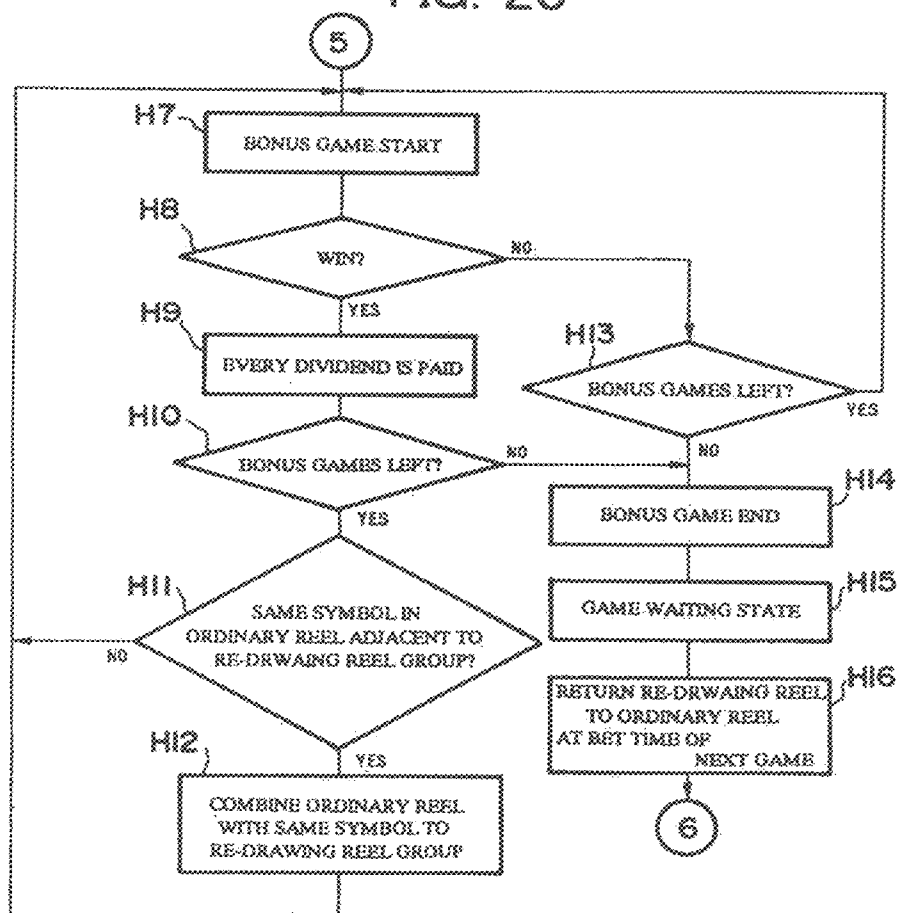 5
H7
BONUS GAME START
H8
WIN?
NO
YES
H9
EVERY DIVIDEND IS PAID
H13
BONUS GAMES LEFT?
YES
NO
H10
BONUS GAMES LEFT?
NO
YES
H14
BONUS GAME END
H11
SAME SYMBOL IN
ORDINARY REEL ADJACENT TO
RE-DRWAING REEL GROUP?
NO
YES
H15
GAME WAITING STATE
H16
RETURN RE-DRWAING REEL
TO ORDINARY REEL
AT BET TIME OF
NEXT GAME
6
H12
COMBINE ORDINARY REEL
WITH SAME SYMBOL TO
RE-DRAWING REEL GROUP